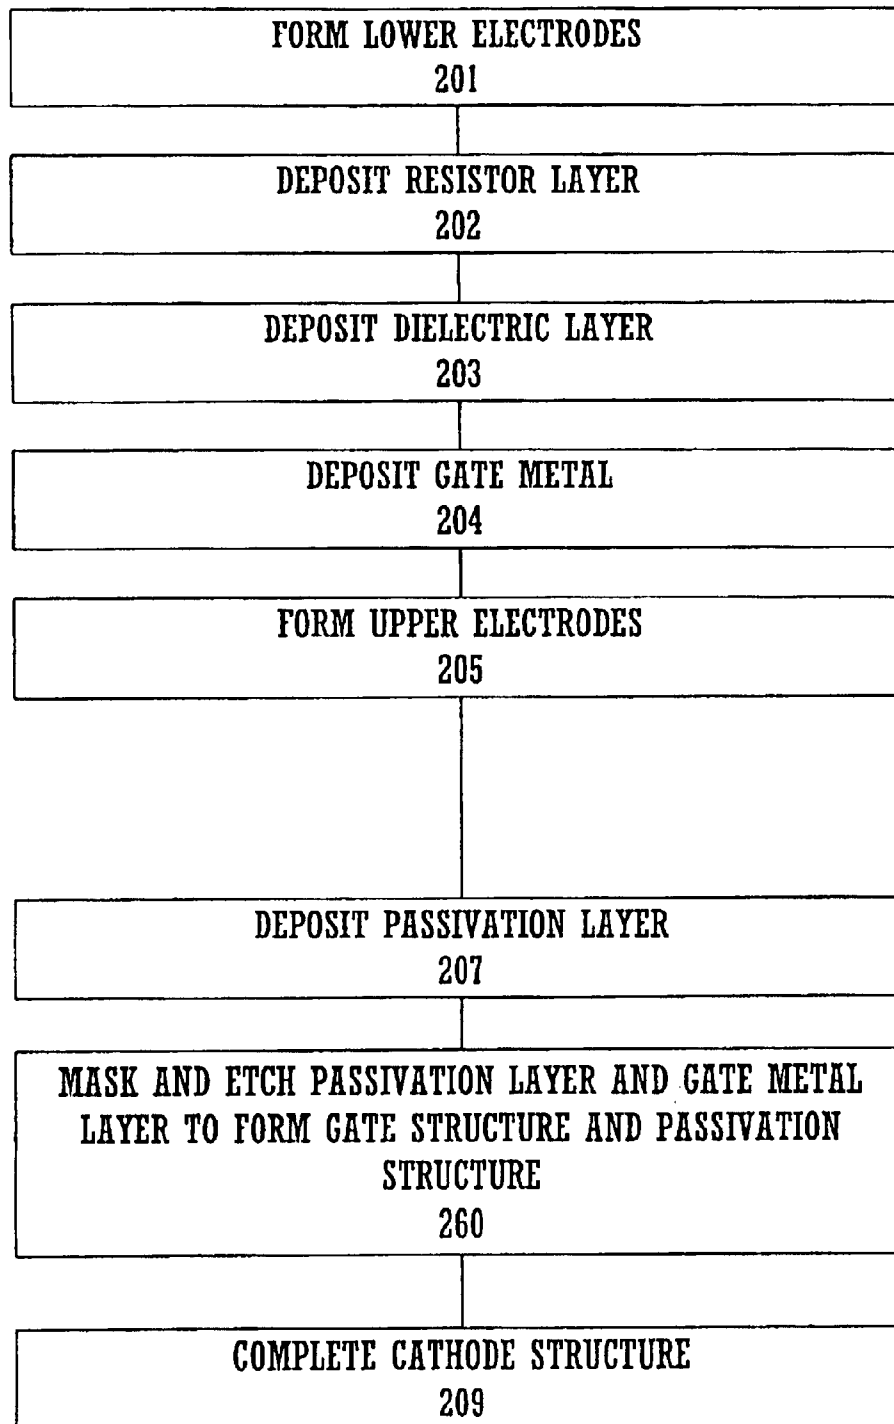 FORM LOWER ELECTRODES
201
DEPOSIT RESISTOR LAYER
202
DEPOSIT DIELECTRIC LAYER
203
DEPOSIT GATE METAL
204
FORM UPPER ELECTRODES
205
DEPOSIT PASSIVATION LAYER
207
MASK AND ETCH PASSIVATION LAYER AND GATE METAL
LAYER TO FORM GATE STRUCTURE AND PASSIVATION
STRUCTURE
260
COMPLETE CATHODE STRUCTURE
209